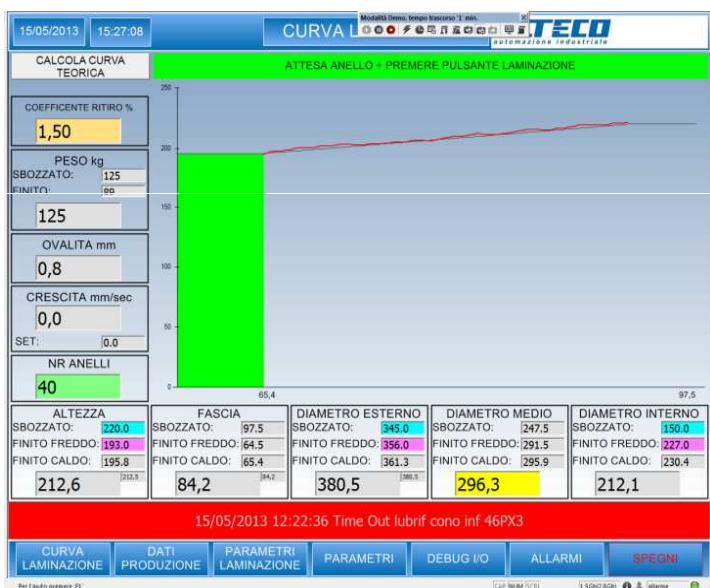 15/05/2013
15:27:08
CURVA L
Modalità Demo, tempo trascorso '1' min.
TECO
automazione industriale
CALCOLA CURVA
TEORICA
ATTESA ANELLO + PREMERE PULSANTE LAMINAZIONE
COEFFICENTE RITIRO %
1,50
PESO kg
SBOZZATO: 125
FINITO: 89
125
OVALITA mm
0,8
CRESCITA mm/sec
0,0
SET: 0.0
NR ANELLI
40
250
200
150
100
50
0
65,4
97,5
ALTEZZA
SBOZZATO: 220.0
FINITO FREDDO: 193.0
FINITO CALDO: 195.8
212,6
212,5
FASCIA
SBOZZATO: 97.5
FINITO FREDDO: 64.5
FINITO CALDO: 65.4
84,2
84,2
DIAMETRO ESTERNO
SBOZZATO: 345.0
FINITO FREDDO: 356.0
FINITO CALDO: 361.3
380,5
380,5
DIAMETRO MEDIO
SBOZZATO: 247.5
FINITO FREDDO: 291.5
FINITO CALDO: 295.9
296,3
DIAMETRO INTERNO
SBOZZATO: 150.0
FINITO FREDDO: 227.0
FINITO CALDO: 230.4
212,1
15/05/2013 12:22:36 Time Out lubrif cono inf 46PX3
CURVA
LAMINAZIONE
DATI
PRODUZIONE
PARAMETRI
LAMINAZIONE
PARAMETRI
DEBUG I/O
ALLARMI
SPEGNI
Per l'aiuto premere 'F1'
CAP NUM SCRL
allarme